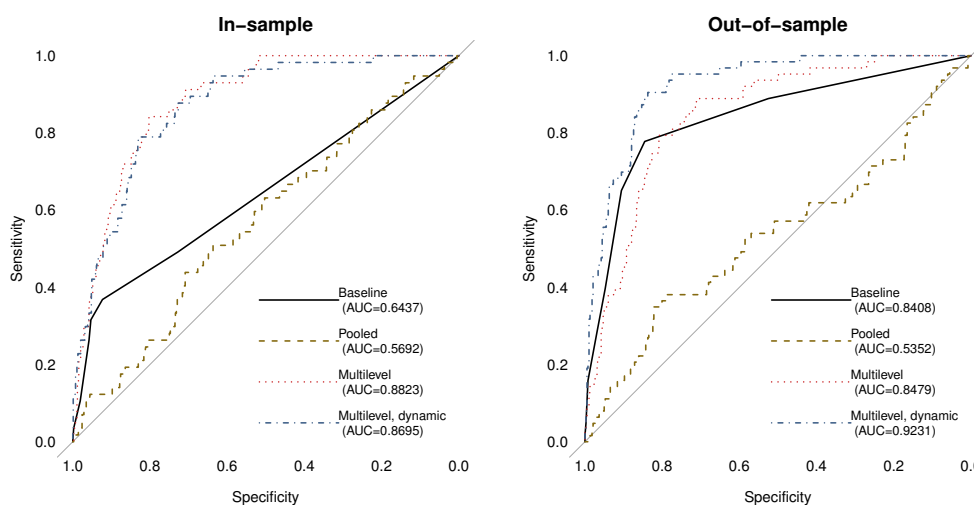 In−sample
1.0
0.8
0.6
0.4
0.2
0.0
Sensitivity
1.0
0.8
0.6
0.4
0.2
0.0
Specificity
Baseline
(AUC=0.6437)
Pooled
(AUC=0.5692)
Multilevel
(AUC=0.8823)
Multilevel, dynamic
(AUC=0.8695)
Out−of−sample
1.0
0.8
0.6
0.4
0.2
0.0
Sensitivity
1.0
0.8
0.6
0.4
0.2
0.0
Specificity
Baseline
(AUC=0.8408)
Pooled
(AUC=0.5352)
Multilevel
(AUC=0.8479)
Multilevel, dynamic
(AUC=0.9231)